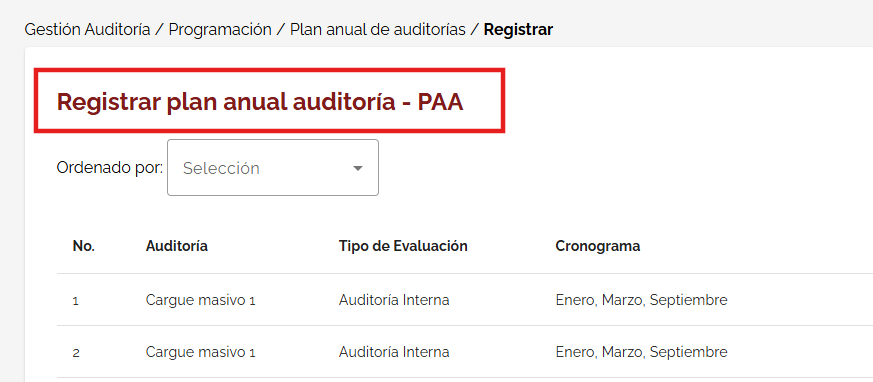 Gestión Auditoría / Programación / Plan anual de auditorías / Registrar
Registrar plan anual auditoría - PAA
Ordenado por: Selección
No. Auditoría Tipo de Evaluación Cronograma
1 Cargue masivo 1 Auditoría Interna Enero, Marzo, Septiembre
2 Cargue masivo 1 Auditoría Interna Enero, Marzo, Septiembre